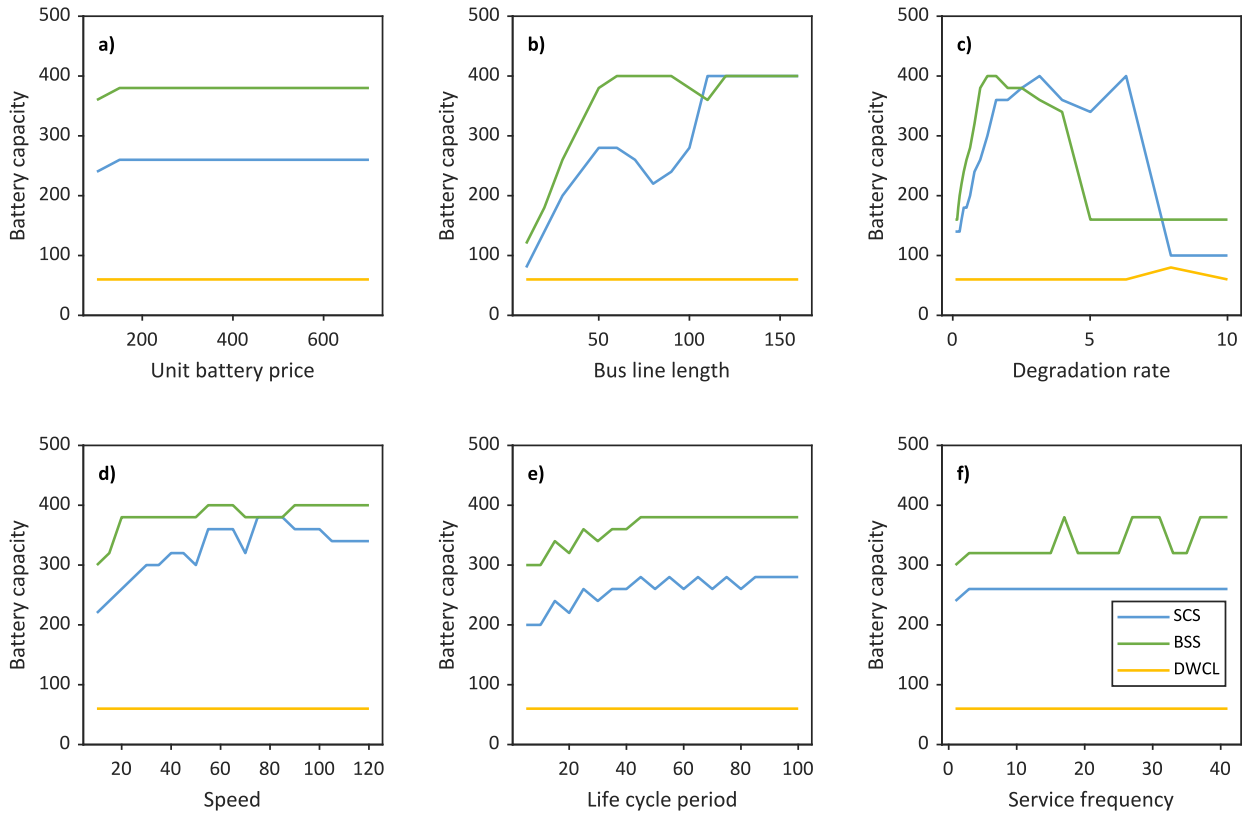 500
400
300
200
100
0
Battery capacity
a)
200
400
600
Unit battery price
500
400
300
200
100
0
Battery capacity
b)
50
100
150
Bus line length
500
400
300
200
100
0
Battery capacity
c)
0
5
10
Degradation rate
500
400
300
200
100
0
Battery capacity
d)
20
40
60
80
100
120
Speed
500
400
300
200
100
0
Battery capacity
e)
20
40
60
80
100
Life cycle period
500
400
300
200
100
0
Battery capacity
f)
SCS
BSS
DWCL
0
10
20
30
40
Service frequency